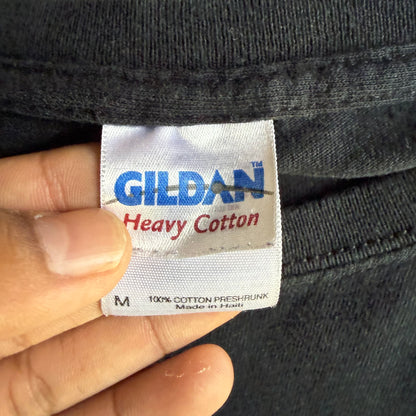 GILDAN™
Heavy Cotton
M 100% COTTON PRESHRUNK
Made in Haiti